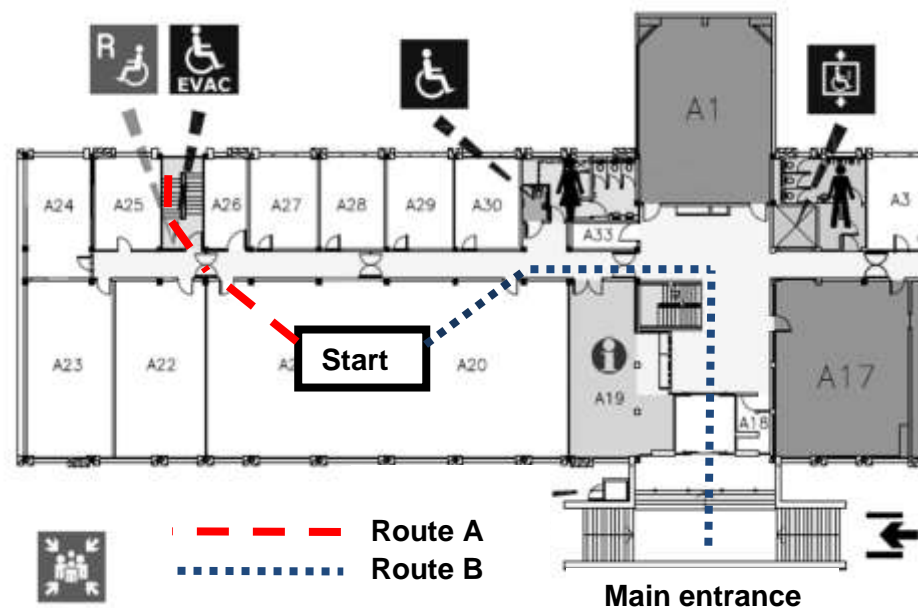 R
EVAC
A1
A24
A25
A26
A27
A28
A29
A30
A33
A3
A23
A22
Start
A20
A19
A18
A17
Route A
Route B
Main entrance